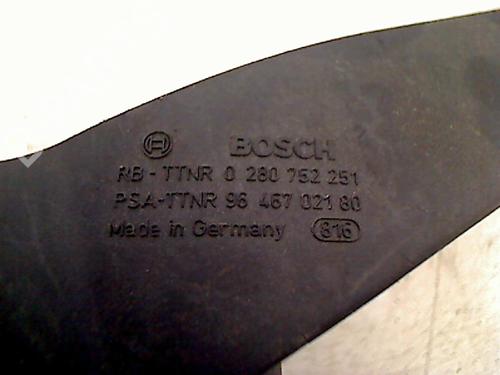 BOSCH
RB-TTNR 0 280 752 251
PSA-TTNR 96 467 021 80
Made in Germany 816